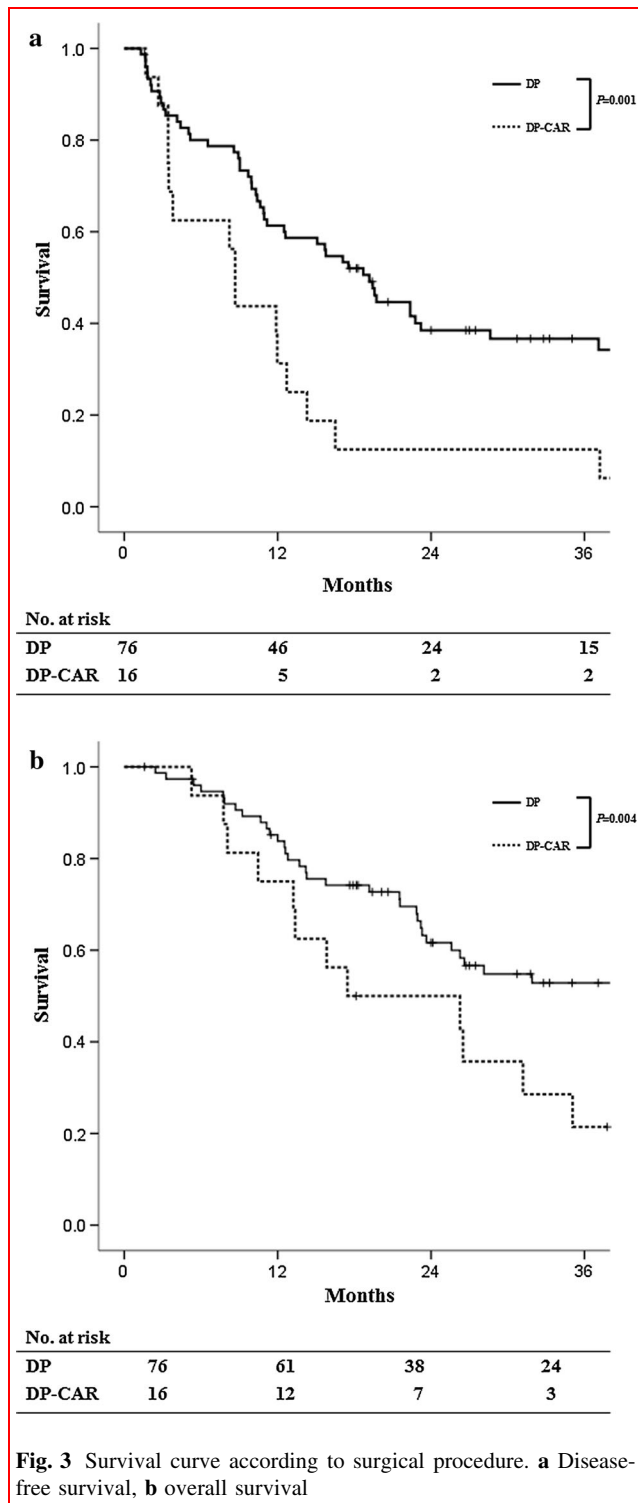 a
1.0
0.8
0.6
0.4
0.2
0.0
Survival
DP
DP-CAR
P=0.001
0 12 24 36
Months
No. at risk
DP 76 46 24 15
DP-CAR 16 5 2 2
b
1.0
0.8
0.6
0.4
0.2
0.0
Survival
DP
DP-CAR
P=0.004
0 12 24 36
Months
No. at risk
DP 76 61 38 24
DP-CAR 16 12 7 3
Fig. 3 Survival curve according to surgical procedure. a Disease-
free survival, b overall survival